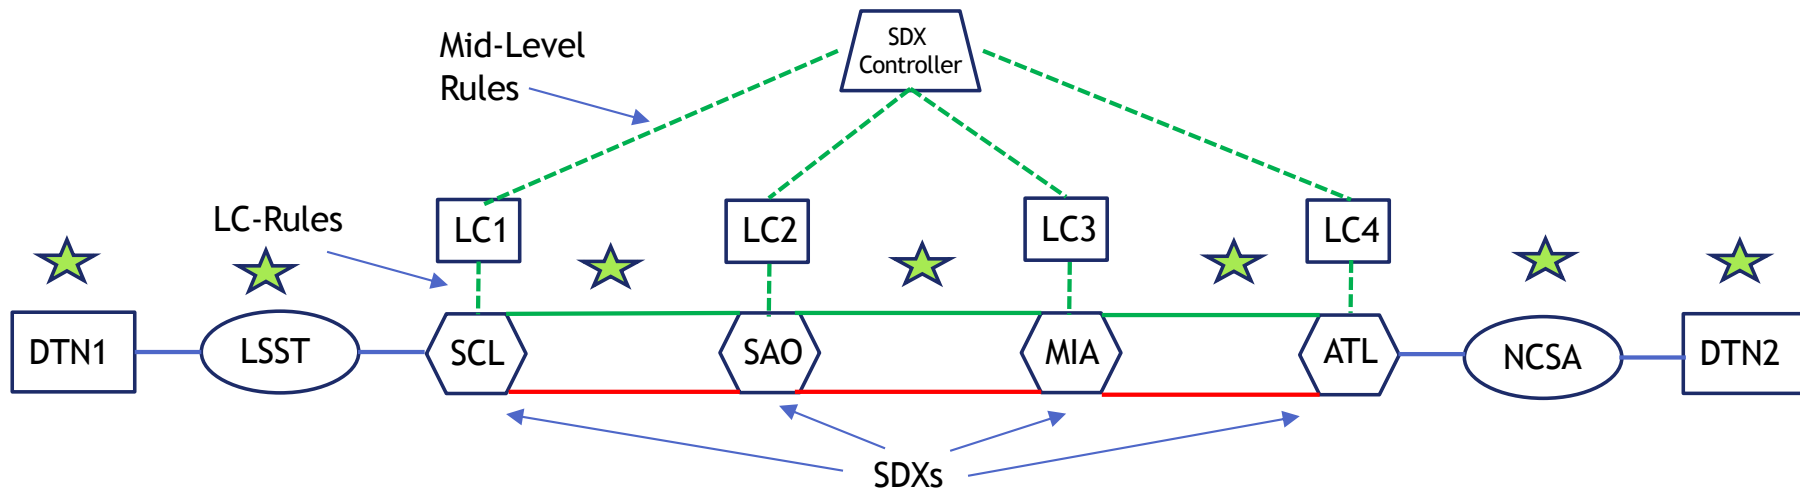 SDX
Controller
Mid-Level
Rules
LC-Rules
LC1
LC2
LC3
LC4
DTN1
LSST
SCL
SAO
MIA
ATL
NCSA
DTN2
SDXs